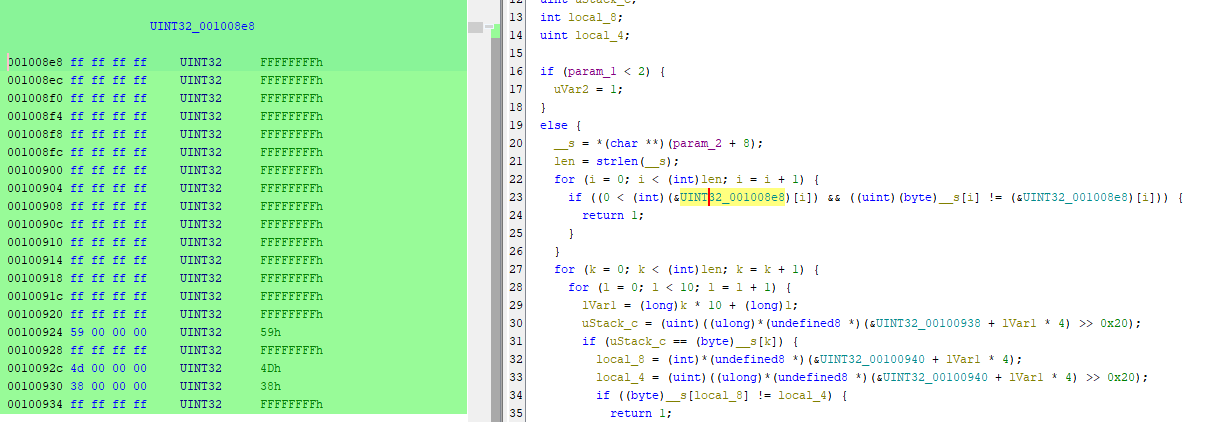 UINT32_001008e8
001008e8 ff ff ff ff UINT32 FFFFFFFFh
001008ec ff ff ff ff UINT32 FFFFFFFFh
001008f0 ff ff ff ff UINT32 FFFFFFFFh
001008f4 ff ff ff ff UINT32 FFFFFFFFh
001008f8 ff ff ff ff UINT32 FFFFFFFFh
001008fc ff ff ff ff UINT32 FFFFFFFFh
00100900 ff ff ff ff UINT32 FFFFFFFFh
00100904 ff ff ff ff UINT32 FFFFFFFFh
00100908 ff ff ff ff UINT32 FFFFFFFFh
0010090c ff ff ff ff UINT32 FFFFFFFFh
00100910 ff ff ff ff UINT32 FFFFFFFFh
00100914 ff ff ff ff UINT32 FFFFFFFFh
00100918 ff ff ff ff UINT32 FFFFFFFFh
0010091c ff ff ff ff UINT32 FFFFFFFFh
00100920 ff ff ff ff UINT32 FFFFFFFFh
00100924 59 00 00 00 UINT32 59h
00100928 ff ff ff ff UINT32 FFFFFFFFh
0010092c 4d 00 00 00 UINT32 4Dh
00100930 38 00 00 00 UINT32 38h
00100934 ff ff ff ff UINT32 FFFFFFFFh
12 uint uStack_c;
13 int local_8;
14 uint local_4;
15
16 if (param_1 < 2) {
17 uVar2 = 1;
18 }
19 else {
20 __s = *(char **)(param_2 + 8);
21 len = strlen(__s);
22 for (i = 0; i < (int)len; i = i + 1) {
23 if ((0 < (int)(&UINT32_001008e8)[i]) && ((uint)(byte)__s[i] != (&UINT32_001008e8)[i])) {
24 return 1;
25 }
26 }
27 for (k = 0; k < (int)len; k = k + 1) {
28 for (l = 0; l < 10; l = l + 1) {
29 lVar1 = (long)k * 10 + (long)l;
30 uStack_c = (uint)((ulong)*(undefined8 *)(&UINT32_00100938 + lVar1 * 4) >> 0x20);
31 if (uStack_c == (byte)__s[k]) {
32 local_8 = (int)*(undefined8 *)(&UINT32_00100940 + lVar1 * 4);
33 local_4 = (uint)((ulong)*(undefined8 *)(&UINT32_00100940 + lVar1 * 4) >> 0x20);
34 if ((byte)__s[local_8] != local_4) {
35 return 1;